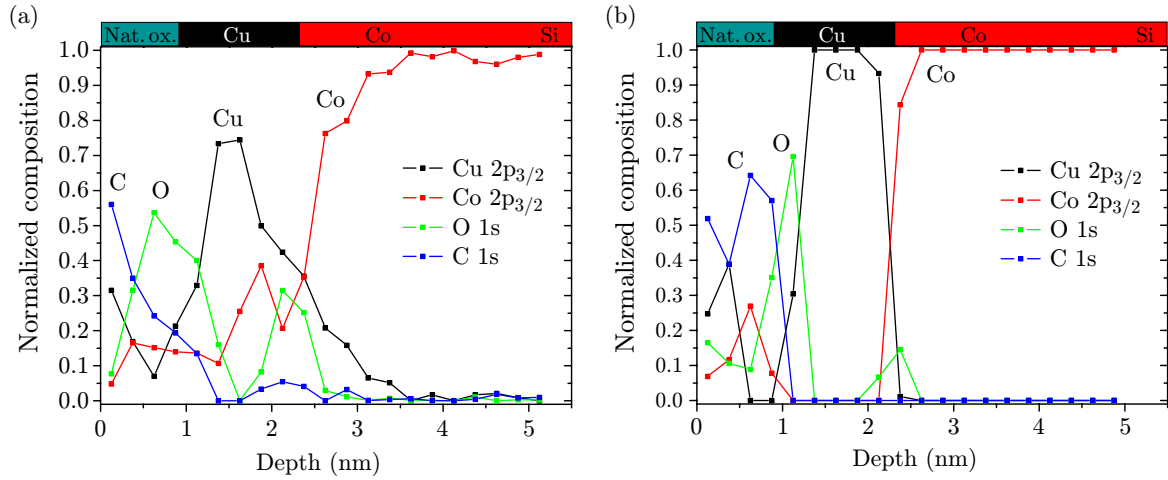 (a)
Nat. ox. Cu Co Si
1.0
0.9
0.8
0.7
0.6
0.5
0.4
0.3
0.2
0.1
0.0
Normalized composition
C
O
Cu
Co
Cu 2p3/2
Co 2p3/2
O 1s
C 1s
0 1 2 3 4 5
Depth (nm)
(b)
Nat. ox. Cu Co Si
1.0
0.9
0.8
0.7
0.6
0.5
0.4
0.3
0.2
0.1
0.0
Normalized composition
C
O
Cu
Co
Cu 2p3/2
Co 2p3/2
O 1s
C 1s
0 1 2 3 4 5
Depth (nm)